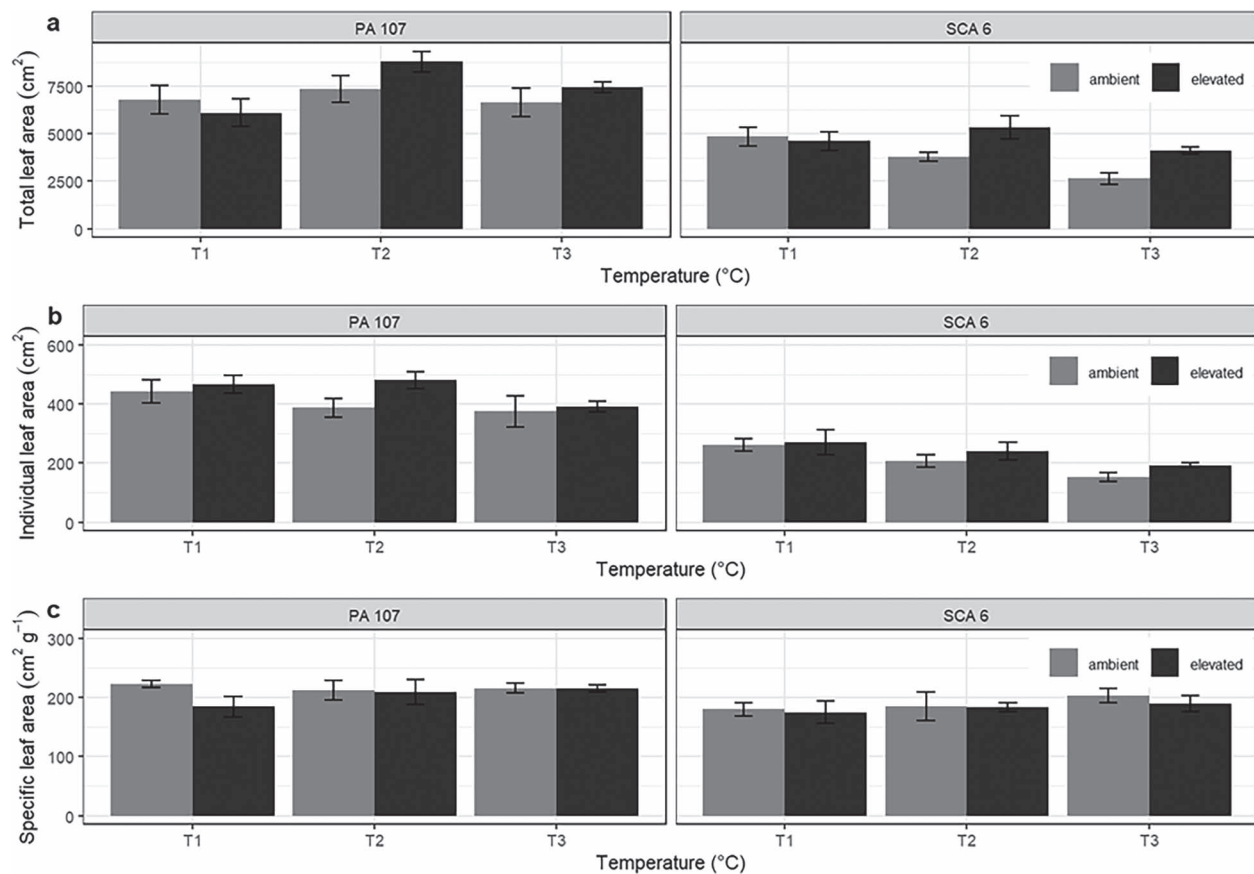 a
PA 107
SCA 6
Total leaf area (cm²)
7500
5000
2500
0
ambient
elevated
T1
T2
T3
T1
T2
T3
Temperature (°C)
b
PA 107
SCA 6
Individual leaf area (cm²)
600
400
200
0
ambient
elevated
T1
T2
T3
T1
T2
T3
Temperature (°C)
c
PA 107
SCA 6
Specific leaf area (cm² g⁻¹)
300
200
100
0
ambient
elevated
T1
T2
T3
T1
T2
T3
Temperature (°C)